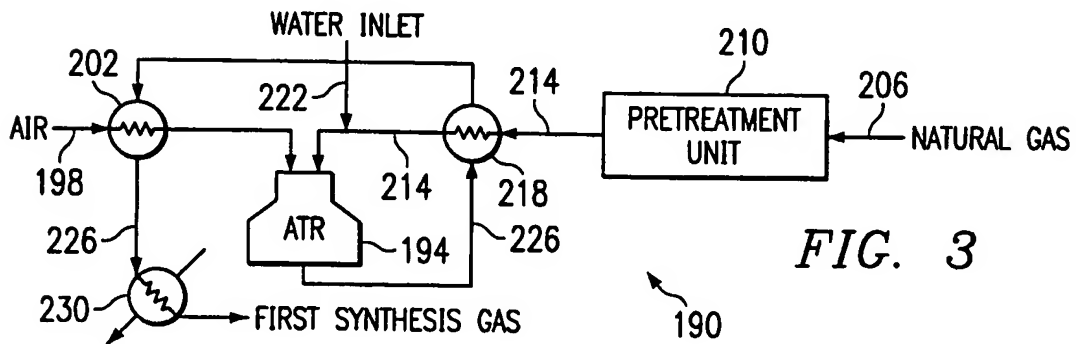 WATER INLET
202
222
210
206
AIR
198
214
PRETREATMENT
UNIT
NATURAL GAS
214
218
226
ATR
194
226
FIG. 3
230
FIRST SYNTHESIS GAS
190